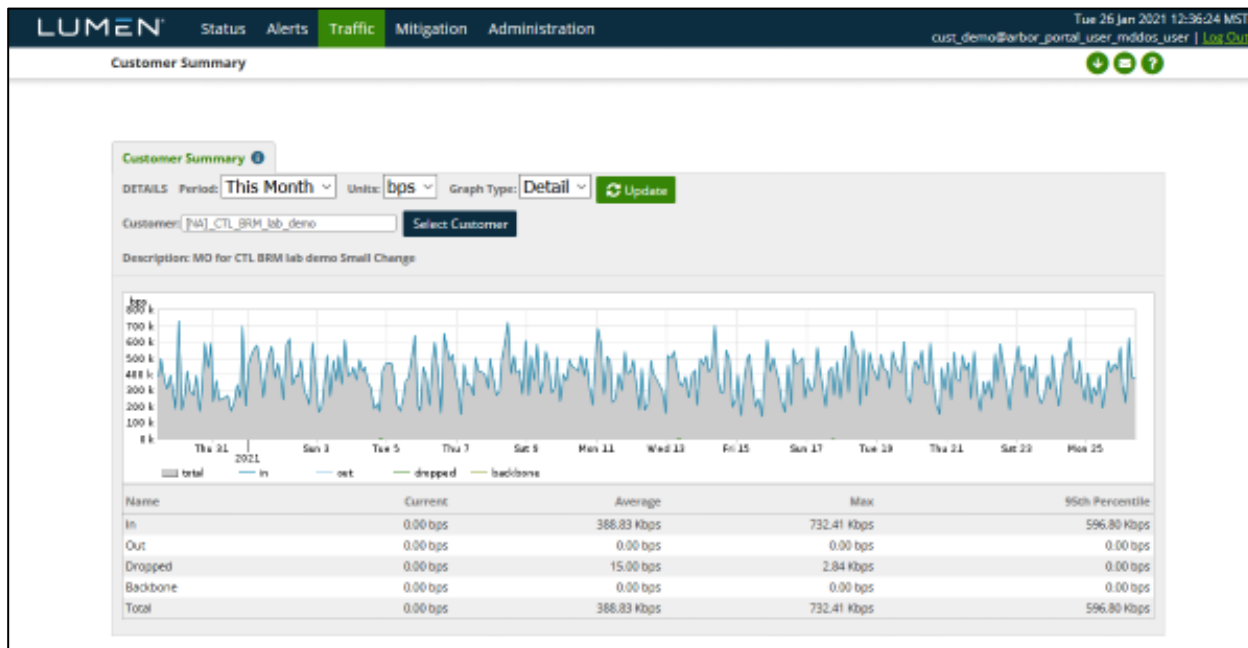 LUMEN Status Alerts Traffic Mitigation Administration
Tue 26 Jan 2021 12:36:24 MST
cust_demo@arbor_portal_user_mddos_user | Log Out
Customer Summary
Customer Summary
DETAILS Period: This Month Units: bps Graph Type: Detail Update
Customer: [NA]_CTL_BRM_lab_demo Select Customer
Description: MO for CTL BRM lab demo Small Change
bps
800 k
700 k
600 k
500 k
400 k
300 k
200 k
100 k
0 k
Thu 31 Sun 3 Tue 5 Thu 7 Sat 9 Mon 11 Wed 13 Fri 15 Sun 17 Tue 19 Thu 21 Sat 23 Mon 25
2021
total in out dropped backbone
Name Current Average Max 95th Percentile
In 0.00 bps 388.83 Kbps 732.41 Kbps 596.80 Kbps
Out 0.00 bps 0.00 bps 0.00 bps 0.00 bps
Dropped 0.00 bps 15.00 bps 2.84 Kbps 0.00 bps
Backbone 0.00 bps 0.00 bps 0.00 bps 0.00 bps
Total 0.00 bps 388.83 Kbps 732.41 Kbps 596.80 Kbps